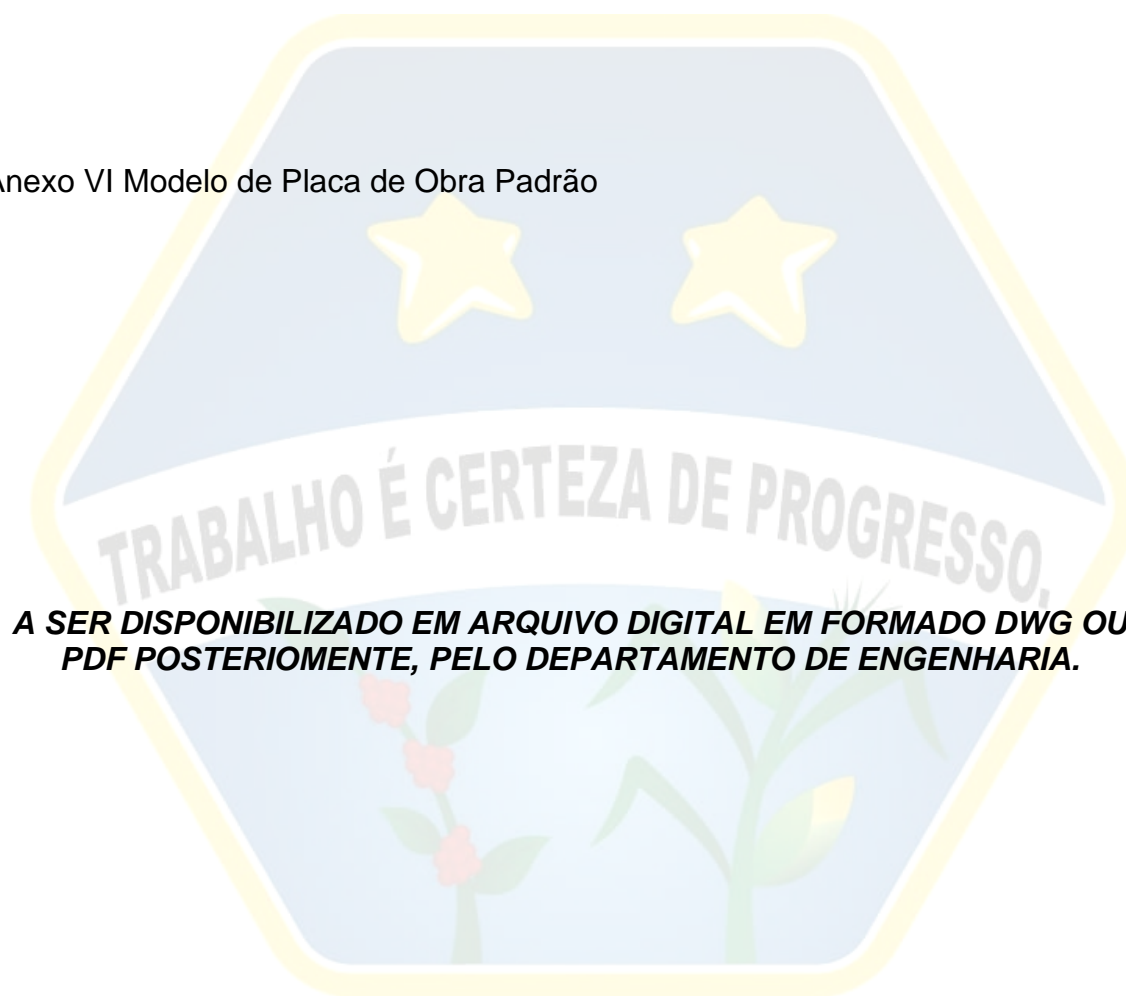 Anexo VI Modelo de Placa de Obra Padrão
TRABALHO É CERTEZA DE PROGRESSO.
A SER DISPONIBILIZADO EM ARQUIVO DIGITAL EM FORMADO DWG OU
PDF POSTERIOMENTE, PELO DEPARTAMENTO DE ENGENHARIA.